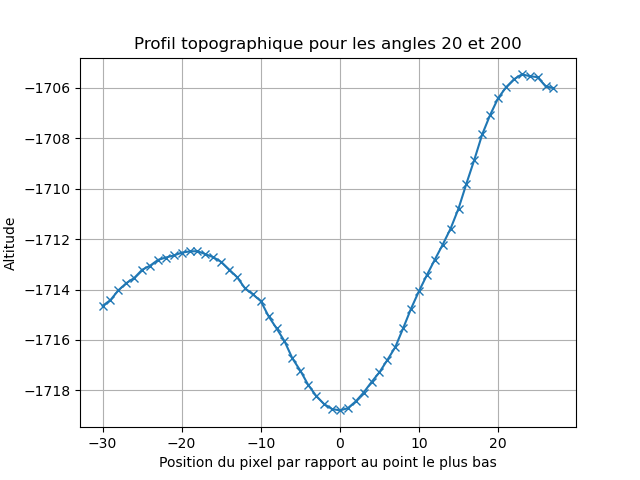 Profil topographique pour les angles 20 et 200
Altitude
−1706
−1708
−1710
−1712
−1714
−1716
−1718
−30 −20 −10 0 10 20
Position du pixel par rapport au point le plus bas